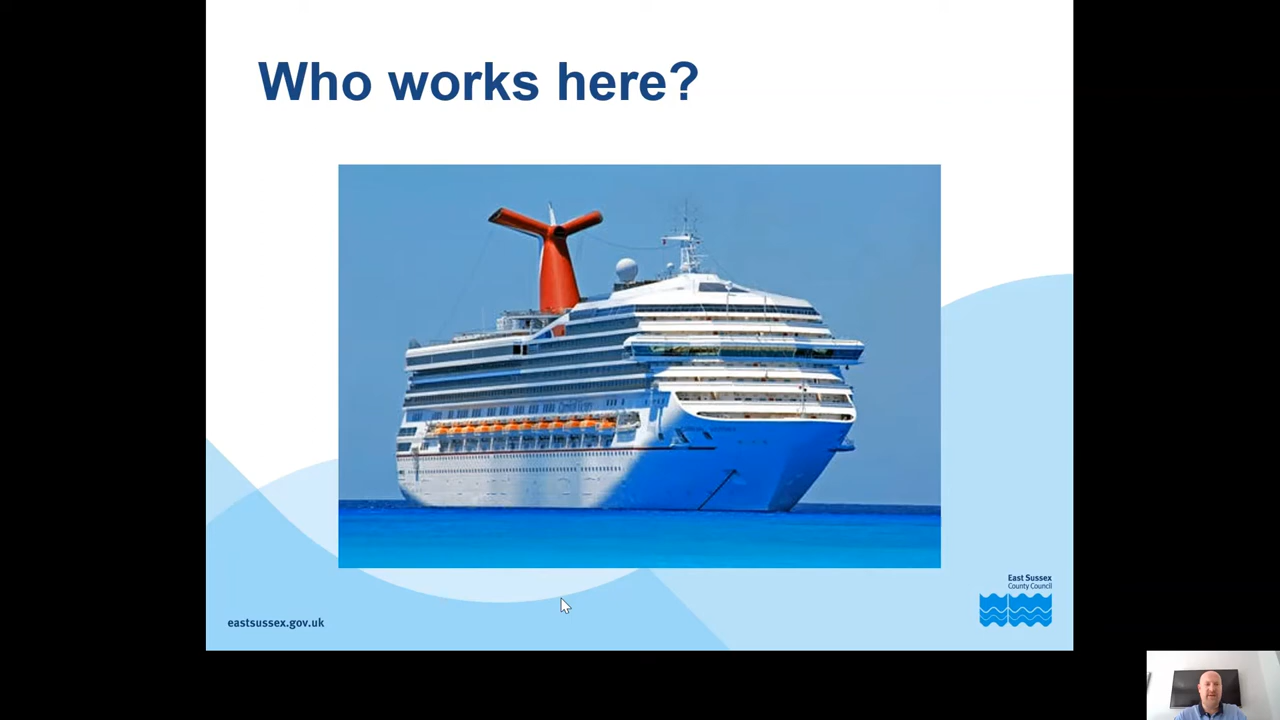 Who works here?
East Sussex
County Council
eastsussex.gov.uk